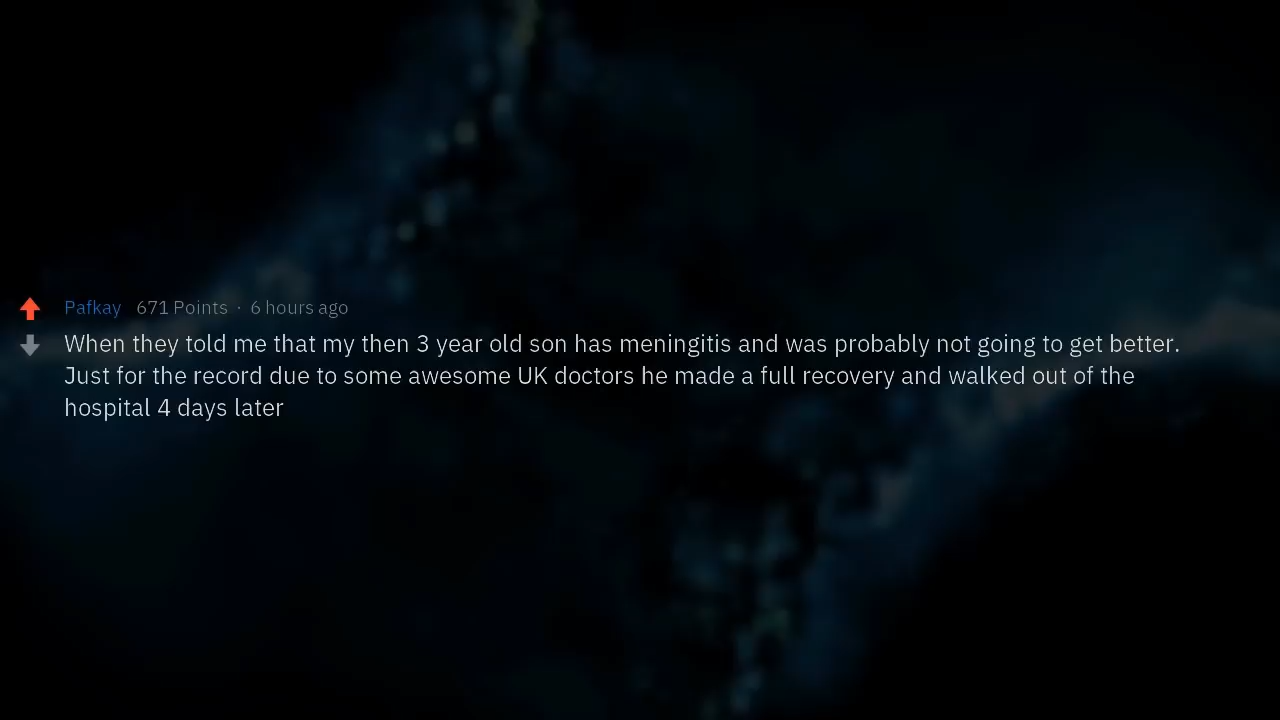 Pafkay 671 Points · 6 hours ago
When they told me that my then 3 year old son has meningitis and was probably not going to get better.
Just for the record due to some awesome UK doctors he made a full recovery and walked out of the
hospital 4 days later